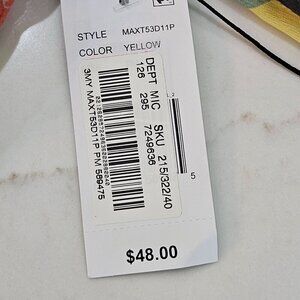 STYLE MAXT53D11P
COLOR YELLOW
DEPT MIC SKU 215/322/40
126 295 7249636
3MY MAXT53D11P PM 589475
5
$48.00